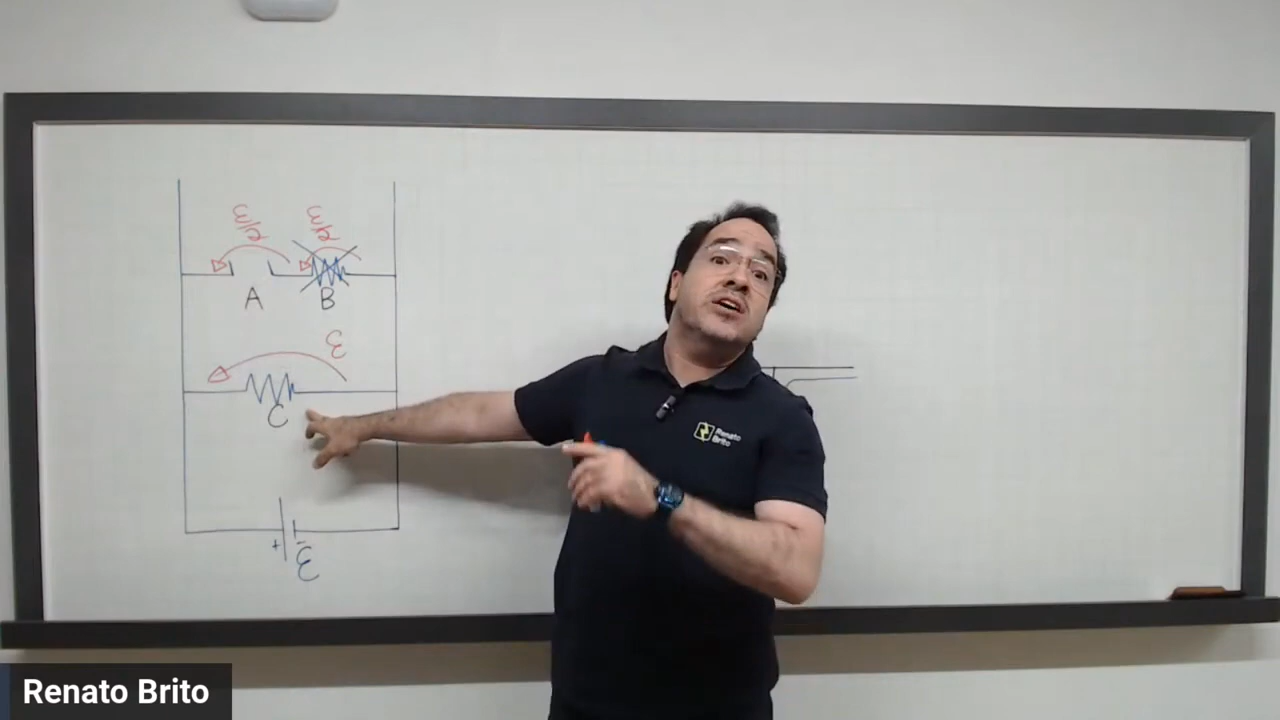 ε/2 ε/2
A B
ε
C
+ - ε
Renato
Brito
Renato Brito